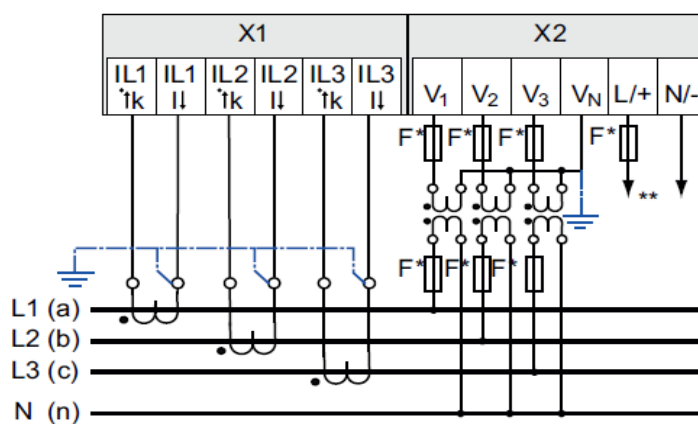 X1 X2
IL1 IL1 IL2 IL2 IL3 IL3 V1 V2 V3 VN L/+ N/-
k l k l k l
F* F* F* F*
**
F* F* F*
L1 (a)
L2 (b)
L3 (c)
N (n)